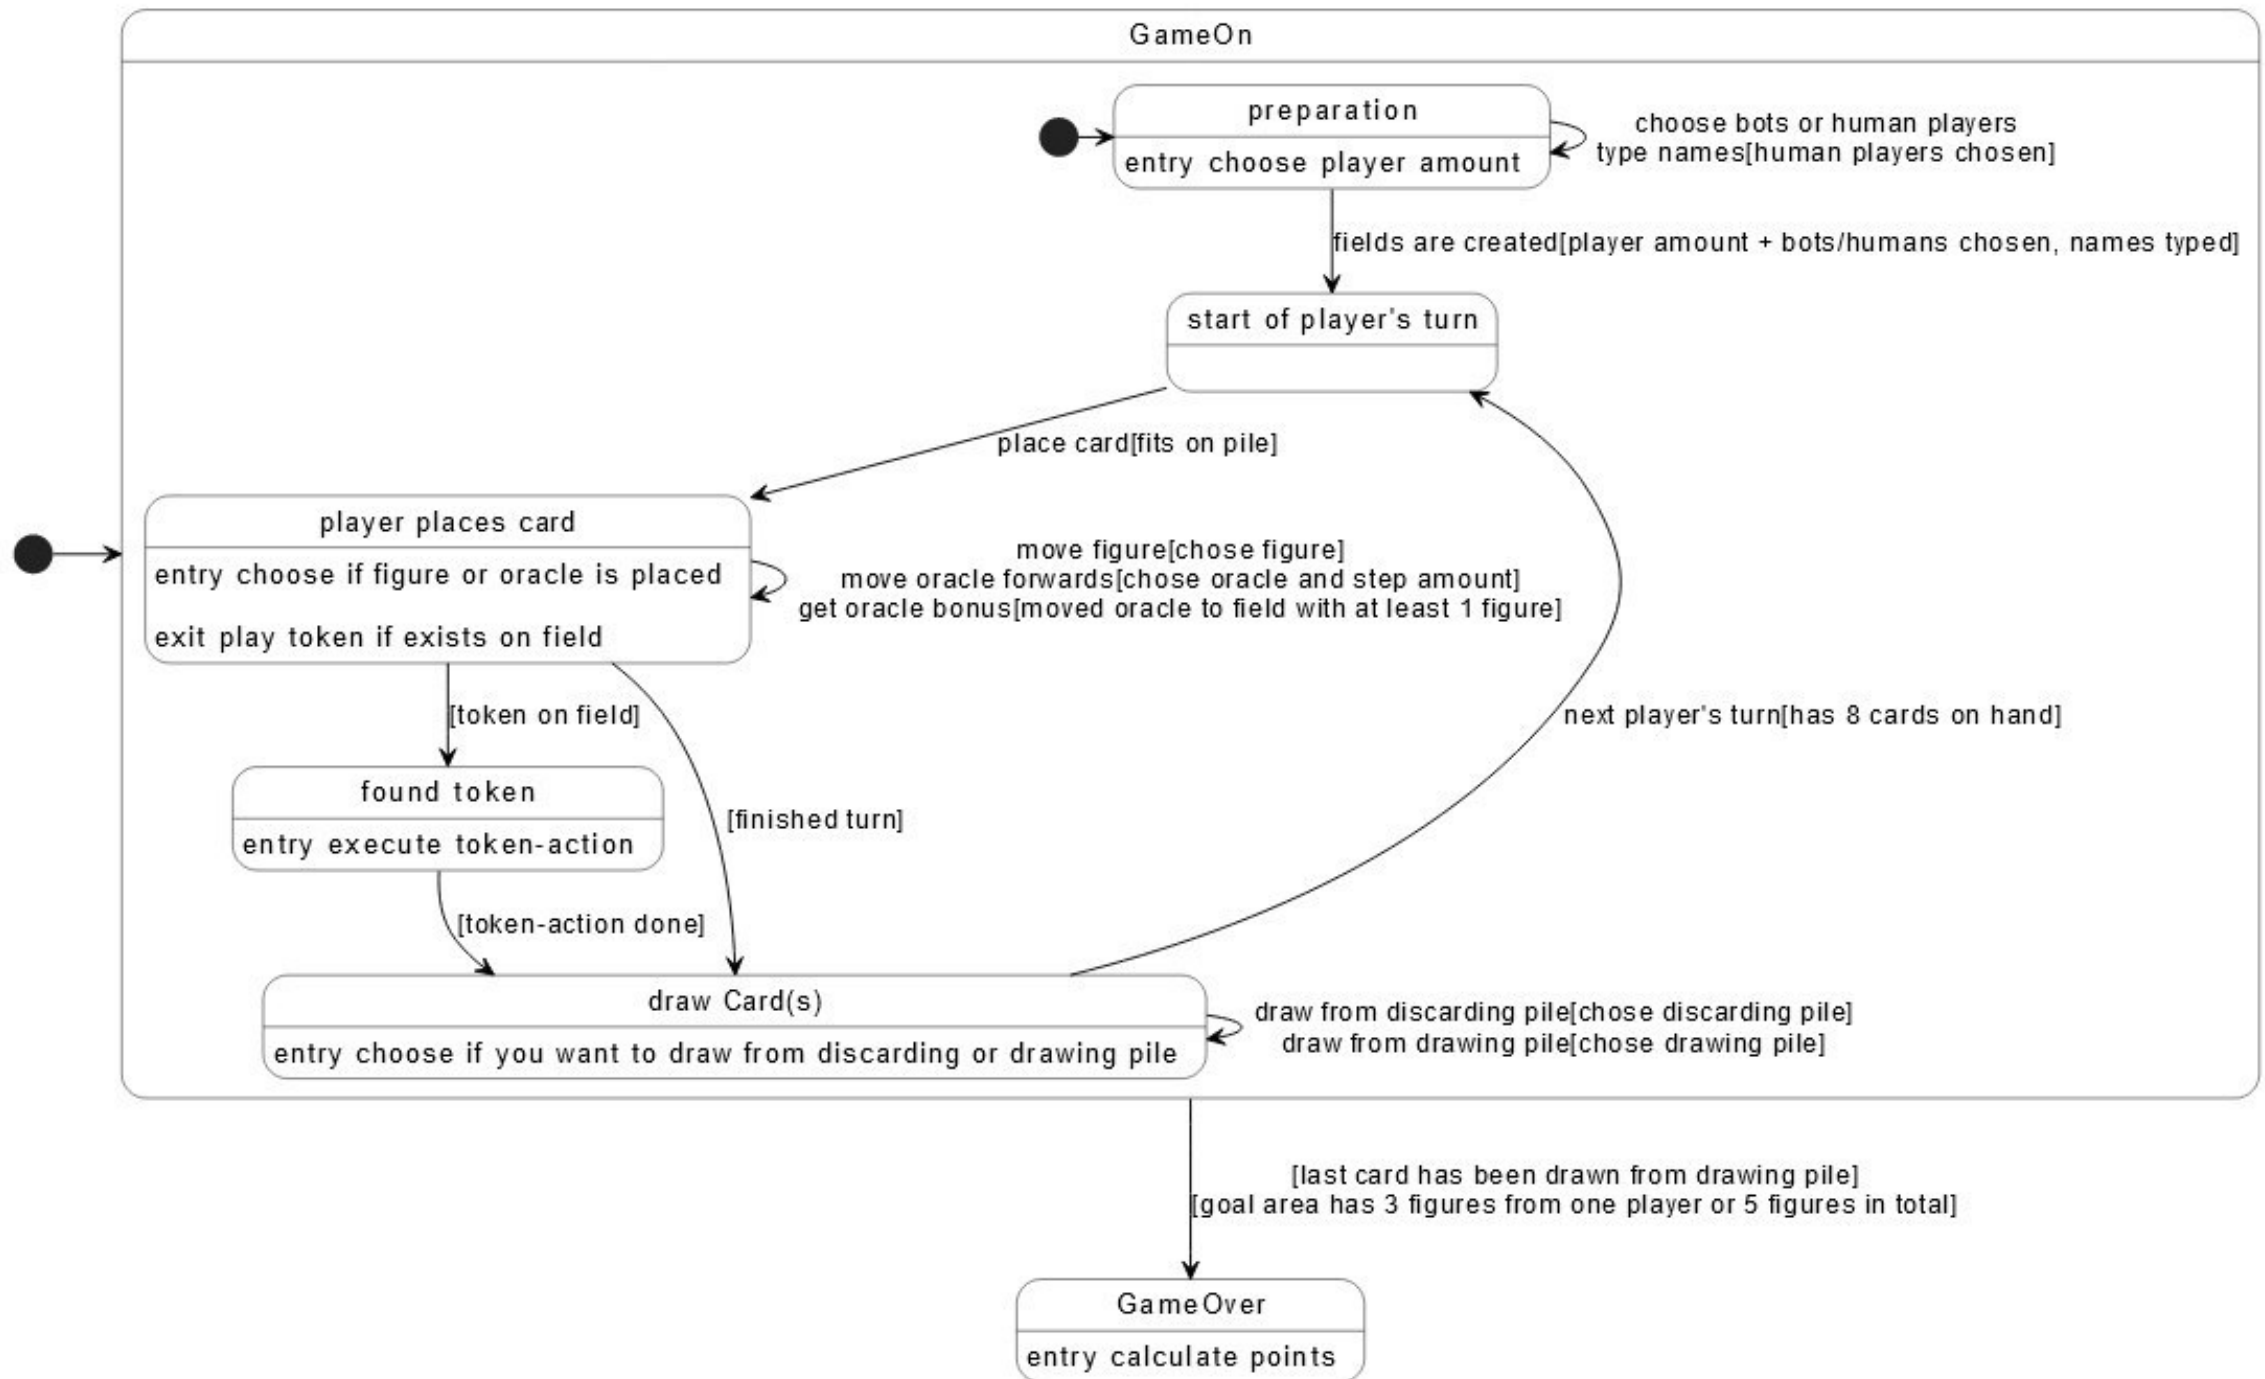 GameOn
preparation
entry choose player amount
choose bots or human players
type names[human players chosen]
fields are created[player amount + bots/humans chosen, names typed]
start of player's turn
place card[fits on pile]
player places card
entry choose if figure or oracle is placed
exit play token if exists on field
move figure[chose figure]
move oracle forwards[chose oracle and step amount]
get oracle bonus[moved oracle to field with at least 1 figure]
[token on field]
next player's turn[has 8 cards on hand]
found token
entry execute token-action
[finished turn]
[token-action done]
draw Card(s)
entry choose if you want to draw from discarding or drawing pile
draw from discarding pile[chose discarding pile]
draw from drawing pile[chose drawing pile]
[last card has been drawn from drawing pile]
[goal area has 3 figures from one player or 5 figures in total]
GameOver
entry calculate points